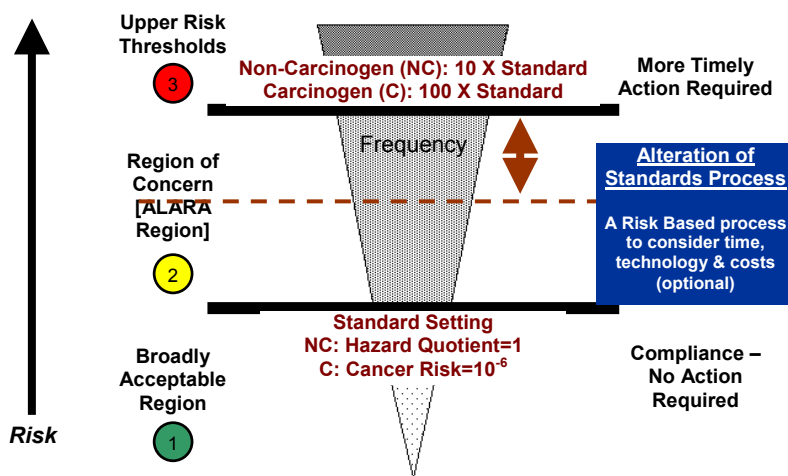 Upper Risk
Thresholds
3
Non-Carcinogen (NC): 10 X Standard
Carcinogen (C): 100 X Standard
More Timely
Action Required
Frequency
Region of
Concern
[ALARA
Region]
2
Alteration of
Standards Process
A Risk Based process
to consider time,
technology & costs
(optional)
Standard Setting
NC: Hazard Quotient=1
C: Cancer Risk=10⁻⁶
Broadly
Acceptable
Region
1
Compliance –
No Action
Required
Risk